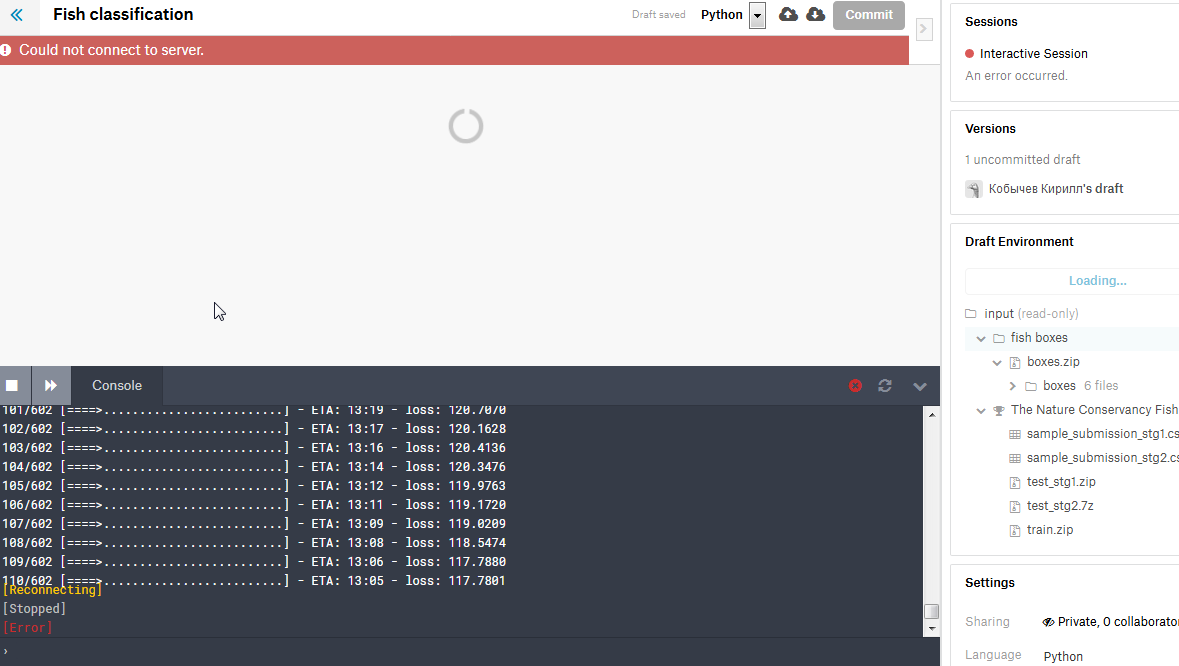 Fish classification
Draft saved
Python
Commit
Could not connect to server.
Console
101/602 [====>.........................] - ETA: 13:19 - loss: 120.7070
102/602 [====>.........................] - ETA: 13:17 - loss: 120.1628
103/602 [====>.........................] - ETA: 13:16 - loss: 120.4136
104/602 [====>.........................] - ETA: 13:14 - loss: 120.3476
105/602 [====>.........................] - ETA: 13:12 - loss: 119.9763
106/602 [====>.........................] - ETA: 13:11 - loss: 119.1720
107/602 [====>.........................] - ETA: 13:09 - loss: 119.0209
108/602 [====>.........................] - ETA: 13:08 - loss: 118.5474
109/602 [====>.........................] - ETA: 13:06 - loss: 117.7880
110/602 [====>.........................] - ETA: 13:05 - loss: 117.7801
[Reconnecting]
[Stopped]
[Error]
Sessions
Interactive Session
An error occurred.
Versions
1 uncommitted draft
Кобычев Кирилл's draft
Draft Environment
Loading...
input (read-only)
fish boxes
boxes.zip
boxes 6 files
The Nature Conservancy Fish
sample_submission_stg1.cs
sample_submission_stg2.cs
test_stg1.zip
test_stg2.7z
train.zip
Settings
Sharing Private, 0 collaborato
Language Python